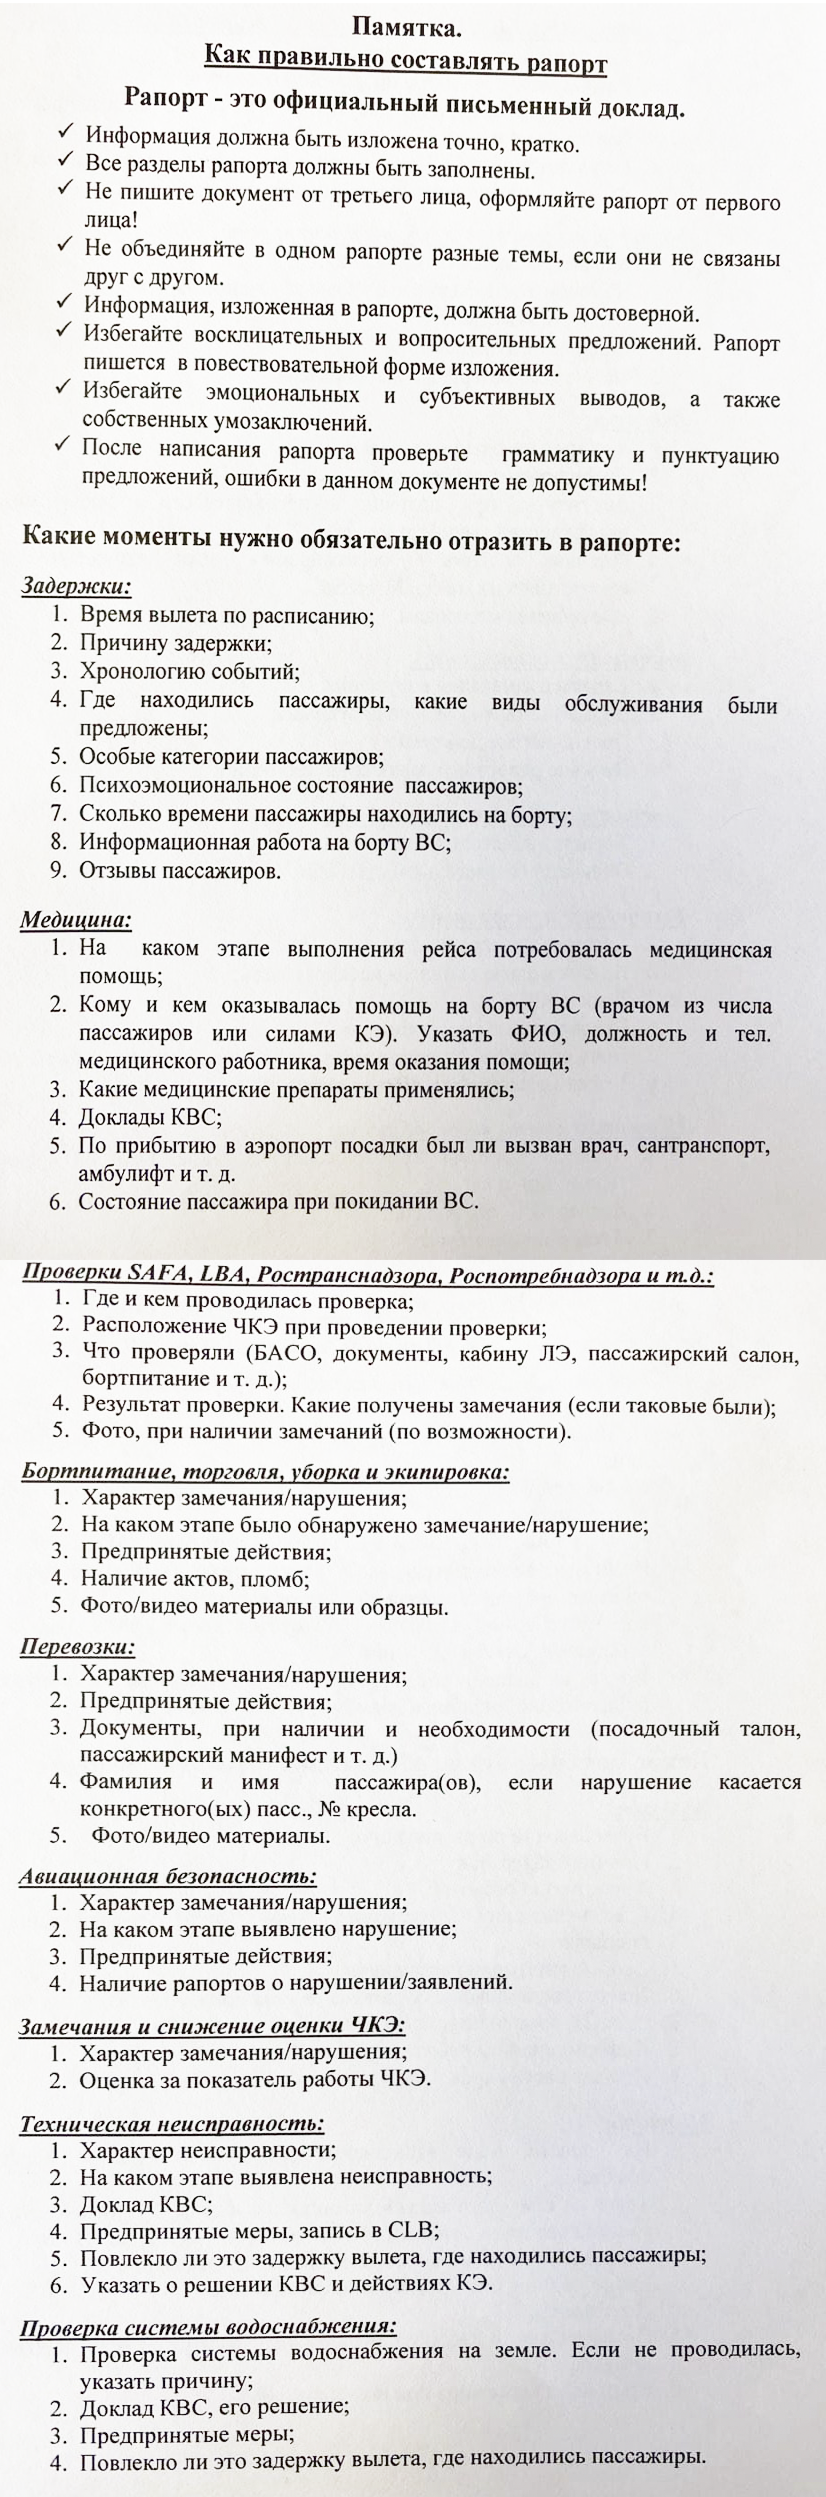 Памятка.
Как правильно составлять рапорт
Рапорт - это официальный письменный доклад.
✓ Информация должна быть изложена точно, кратко.
✓ Все разделы рапорта должны быть заполнены.
✓ Не пишите документ от третьего лица, оформляйте рапорт от первого
лица!
✓ Не объединяйте в одном рапорте разные темы, если они не связаны
друг с другом.
✓ Информация, изложенная в рапорте, должна быть достоверной.
✓ Избегайте восклицательных и вопросительных предложений. Рапорт
пишется в повествовательной форме изложения.
✓ Избегайте эмоциональных и субъективных выводов, а также
собственных умозаключений.
✓ После написания рапорта проверьте грамматику и пунктуацию
предложений, ошибки в данном документе не допустимы!
Какие моменты нужно обязательно отразить в рапорте:
Задержки:
1. Время вылета по расписанию;
2. Причину задержки;
3. Хронологию событий;
4. Где находились пассажиры, какие виды обслуживания были
предложены;
5. Особые категории пассажиров;
6. Психоэмоциональное состояние пассажиров;
7. Сколько времени пассажиры находились на борту;
8. Информационная работа на борту ВС;
9. Отзывы пассажиров.
Медицина:
1. На каком этапе выполнения рейса потребовалась медицинская
помощь;
2. Кому и кем оказывалась помощь на борту ВС (врачом из числа
пассажиров или силами КЭ). Указать ФИО, должность и тел.
медицинского работника, время оказания помощи;
3. Какие медицинские препараты применялись;
4. Доклады КВС;
5. По прибытию в аэропорт посадки был ли вызван врач, сантранспорт,
амбулифт и т. д.
6. Состояние пассажира при покидании ВС.
Проверки SAFA, LBA, Ространснадзора, Роспотребнадзора и т.д.:
1. Где и кем проводилась проверка;
2. Расположение ЧКЭ при проведении проверки;
3. Что проверяли (БАСО, документы, кабину ЛЭ, пассажирский салон,
бортпитание и т. д.);
4. Результат проверки. Какие получены замечания (если таковые были);
5. Фото, при наличии замечаний (по возможности).
Бортпитание, торговля, уборка и экипировка:
1. Характер замечания/нарушения;
2. На каком этапе было обнаружено замечание/нарушение;
3. Предпринятые действия;
4. Наличие актов, пломб;
5. Фото/видео материалы или образцы.
Перевозки:
1. Характер замечания/нарушения;
2. Предпринятые действия;
3. Документы, при наличии и необходимости (посадочный талон,
пассажирский манифест и т. д.)
4. Фамилия и имя пассажира(ов), если нарушение касается
конкретного(ых) пасс., № кресла.
5. Фото/видео материалы.
Авиационная безопасность:
1. Характер замечания/нарушения;
2. На каком этапе выявлено нарушение;
3. Предпринятые действия;
4. Наличие рапортов о нарушении/заявлений.
Замечания и снижение оценки ЧКЭ:
1. Характер замечания/нарушения;
2. Оценка за показатель работы ЧКЭ.
Техническая неисправность:
1. Характер неисправности;
2. На каком этапе выявлена неисправность;
3. Доклад КВС;
4. Предпринятые меры, запись в CLB;
5. Повлекло ли это задержку вылета, где находились пассажиры;
6. Указать о решении КВС и действиях КЭ.
Проверка системы водоснабжения:
1. Проверка системы водоснабжения на земле. Если не проводилась,
указать причину;
2. Доклад КВС, его решение;
3. Предпринятые меры;
4. Повлекло ли это задержку вылета, где находились пассажиры.